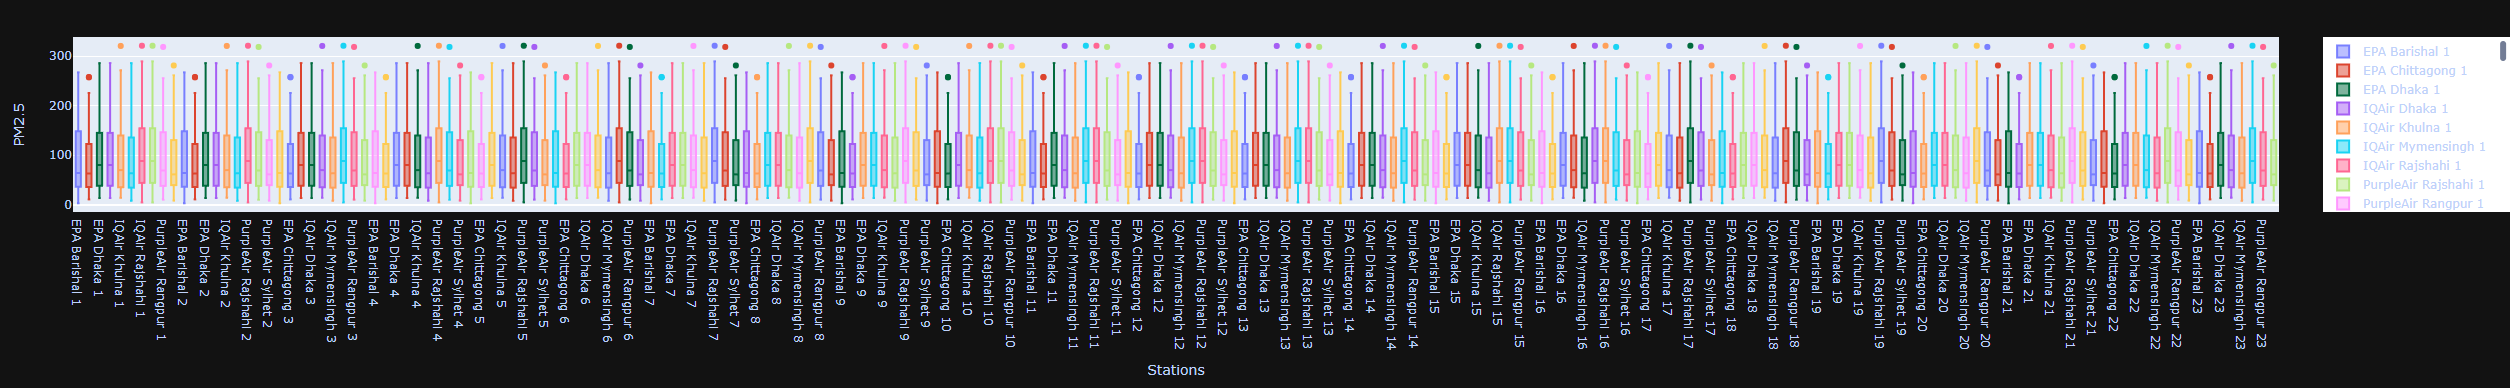 PM2.5
300
200
100
0
EPA Barishal 1
EPA Dhaka 1
IQAir Khulna 1
IQAir Rajshahi 1
PurpleAir Rangpur 1
EPA Barishal 2
EPA Dhaka 2
IQAir Khulna 2
PurpleAir Rajshahi 2
PurpleAir Sylhet 2
EPA Chittagong 3
IQAir Dhaka 3
IQAir Mymensingh 3
PurpleAir Rangpur 3
EPA Barishal 4
EPA Dhaka 4
IQAir Khulna 4
PurpleAir Rajshahi 4
PurpleAir Sylhet 4
EPA Chittagong 5
IQAir Khulna 5
PurpleAir Rajshahi 5
PurpleAir Sylhet 5
EPA Chittagong 6
IQAir Dhaka 6
IQAir Mymensingh 6
PurpleAir Rangpur 6
EPA Barishal 7
EPA Dhaka 7
IQAir Khulna 7
PurpleAir Rajshahi 7
PurpleAir Sylhet 7
EPA Chittagong 8
IQAir Dhaka 8
IQAir Mymensingh 8
PurpleAir Rangpur 8
EPA Barishal 9
EPA Dhaka 9
IQAir Khulna 9
PurpleAir Rajshahi 9
PurpleAir Sylhet 9
EPA Chittagong 10
IQAir Khulna 10
IQAir Rajshahi 10
PurpleAir Rangpur 10
EPA Barishal 11
EPA Dhaka 11
IQAir Mymensingh 11
PurpleAir Rajshahi 11
PurpleAir Sylhet 11
EPA Chittagong 12
IQAir Dhaka 12
IQAir Mymensingh 12
PurpleAir Rajshahi 12
PurpleAir Sylhet 12
EPA Chittagong 13
IQAir Dhaka 13
IQAir Mymensingh 13
PurpleAir Rajshahi 13
PurpleAir Sylhet 13
EPA Chittagong 14
IQAir Dhaka 14
IQAir Mymensingh 14
PurpleAir Rajshahi 14
EPA Barishal 15
EPA Dhaka 15
IQAir Khulna 15
IQAir Rajshahi 15
PurpleAir Rangpur 15
EPA Barishal 16
EPA Dhaka 16
IQAir Mymensingh 16
PurpleAir Rajshahi 16
PurpleAir Sylhet 16
EPA Chittagong 17
IQAir Khulna 17
PurpleAir Rajshahi 17
PurpleAir Sylhet 17
EPA Chittagong 18
IQAir Dhaka 18
IQAir Mymensingh 18
PurpleAir Rangpur 18
EPA Barishal 19
EPA Dhaka 19
IQAir Khulna 19
PurpleAir Rajshahi 19
PurpleAir Sylhet 19
EPA Chittagong 20
IQAir Dhaka 20
IQAir Mymensingh 20
PurpleAir Rangpur 20
EPA Barishal 21
EPA Dhaka 21
IQAir Khulna 21
PurpleAir Rajshahi 21
PurpleAir Sylhet 21
EPA Chittagong 22
IQAir Dhaka 22
IQAir Mymensingh 22
PurpleAir Rangpur 22
EPA Barishal 23
EPA Dhaka 23
IQAir Mymensingh 23
PurpleAir Rangpur 23
Stations
EPA Barishal 1
EPA Chittagong 1
EPA Dhaka 1
IQAir Dhaka 1
IQAir Khulna 1
IQAir Mymensingh 1
IQAir Rajshahi 1
PurpleAir Rajshahi 1
PurpleAir Rangpur 1